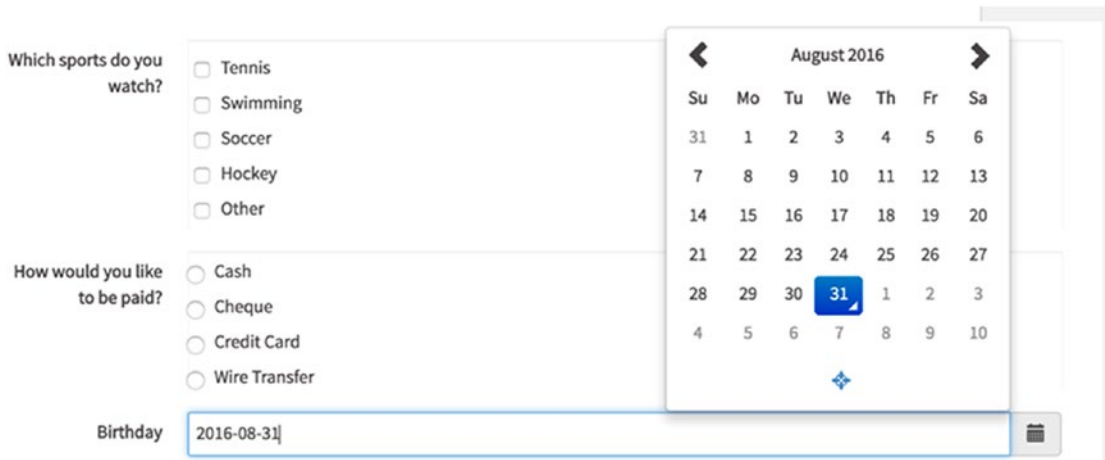 Which sports do you
watch?
Tennis
Swimming
Soccer
Hockey
Other
How would you like
to be paid?
Cash
Cheque
Credit Card
Wire Transfer
Birthday
2016-08-31
August 2016
Su Mo Tu We Th Fr Sa
31 1 2 3 4 5 6
7 8 9 10 11 12 13
14 15 16 17 18 19 20
21 22 23 24 25 26 27
28 29 30 31 1 2 3
4 5 6 7 8 9 10